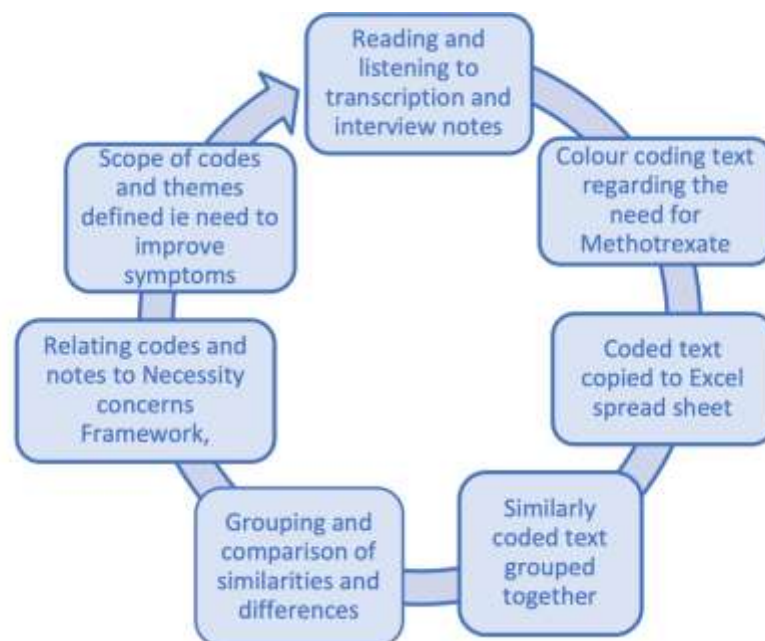 Reading and
listening to
transcription and
interview notes
Colour coding text
regarding the
need for
Methotrexate
Coded text
copied to Excel
spread sheet
Similarly
coded text
grouped
together
Grouping and
comparison of
similarities and
differences
Relating codes and
notes to Necessity
concerns
Framework,
Scope of codes
and themes
defined ie need to
improve
symptoms